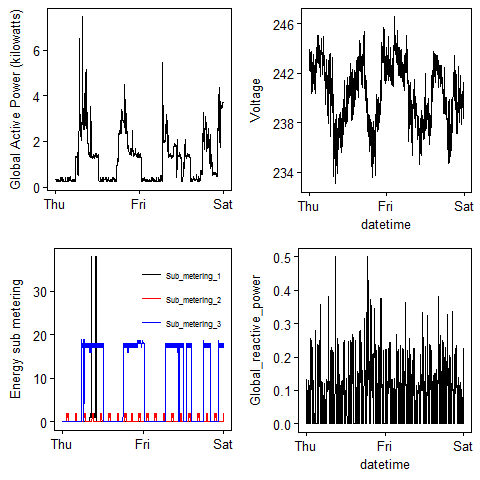 Global Active Power (kilowatts)
6
4
2
0
Thu
Fri
Sat
Voltage
246
242
238
234
Thu
Fri
Sat
datetime
Energy sub metering
30
20
10
0
Sub_metering_1
Sub_metering_2
Sub_metering_3
Thu
Fri
Sat
Global_reactive_power
0.5
0.4
0.3
0.2
0.1
0.0
Thu
Fri
Sat
datetime